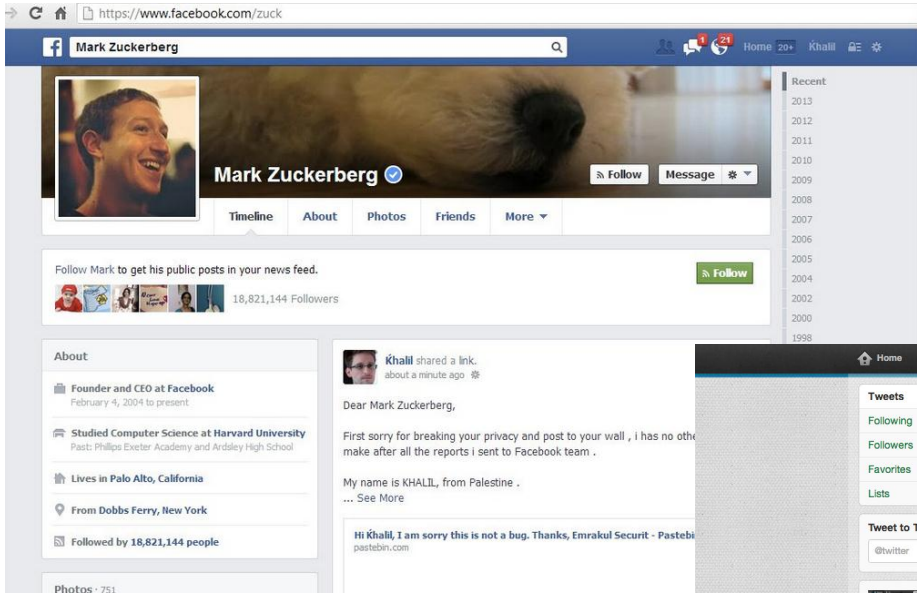 https://www.facebook.com/zuck
f
Mark Zuckerberg
1
21
Home 20+ Ḱhalil
Mark Zuckerberg
Follow
Message
Timeline About Photos Friends More
Follow Mark to get his public posts in your news feed.
18,821,144 Followers
Follow
About
Founder and CEO at Facebook
February 4, 2004 to present
Studied Computer Science at Harvard University
Past: Phillips Exeter Academy and Ardsley High School
Lives in Palo Alto, California
From Dobbs Ferry, New York
Followed by 18,821,144 people
Photos · 751
Ḱhalil shared a link.
about a minute ago
Dear Mark Zuckerberg,
First sorry for breaking your privacy and post to your wall , i has no othe
make after all the reports i sent to Facebook team .
My name is KHALIL, from Palestine .
... See More
Hi Ḱhalil, I am sorry this is not a bug. Thanks, Emrakul Securit - Pastebi
pastebin.com
Recent
2013
2012
2011
2010
2009
2008
2007
2006
2005
2004
2002
2000
1998
Home
Tweets
Following
Followers
Favorites
Lists
Tweet to T
@twitter